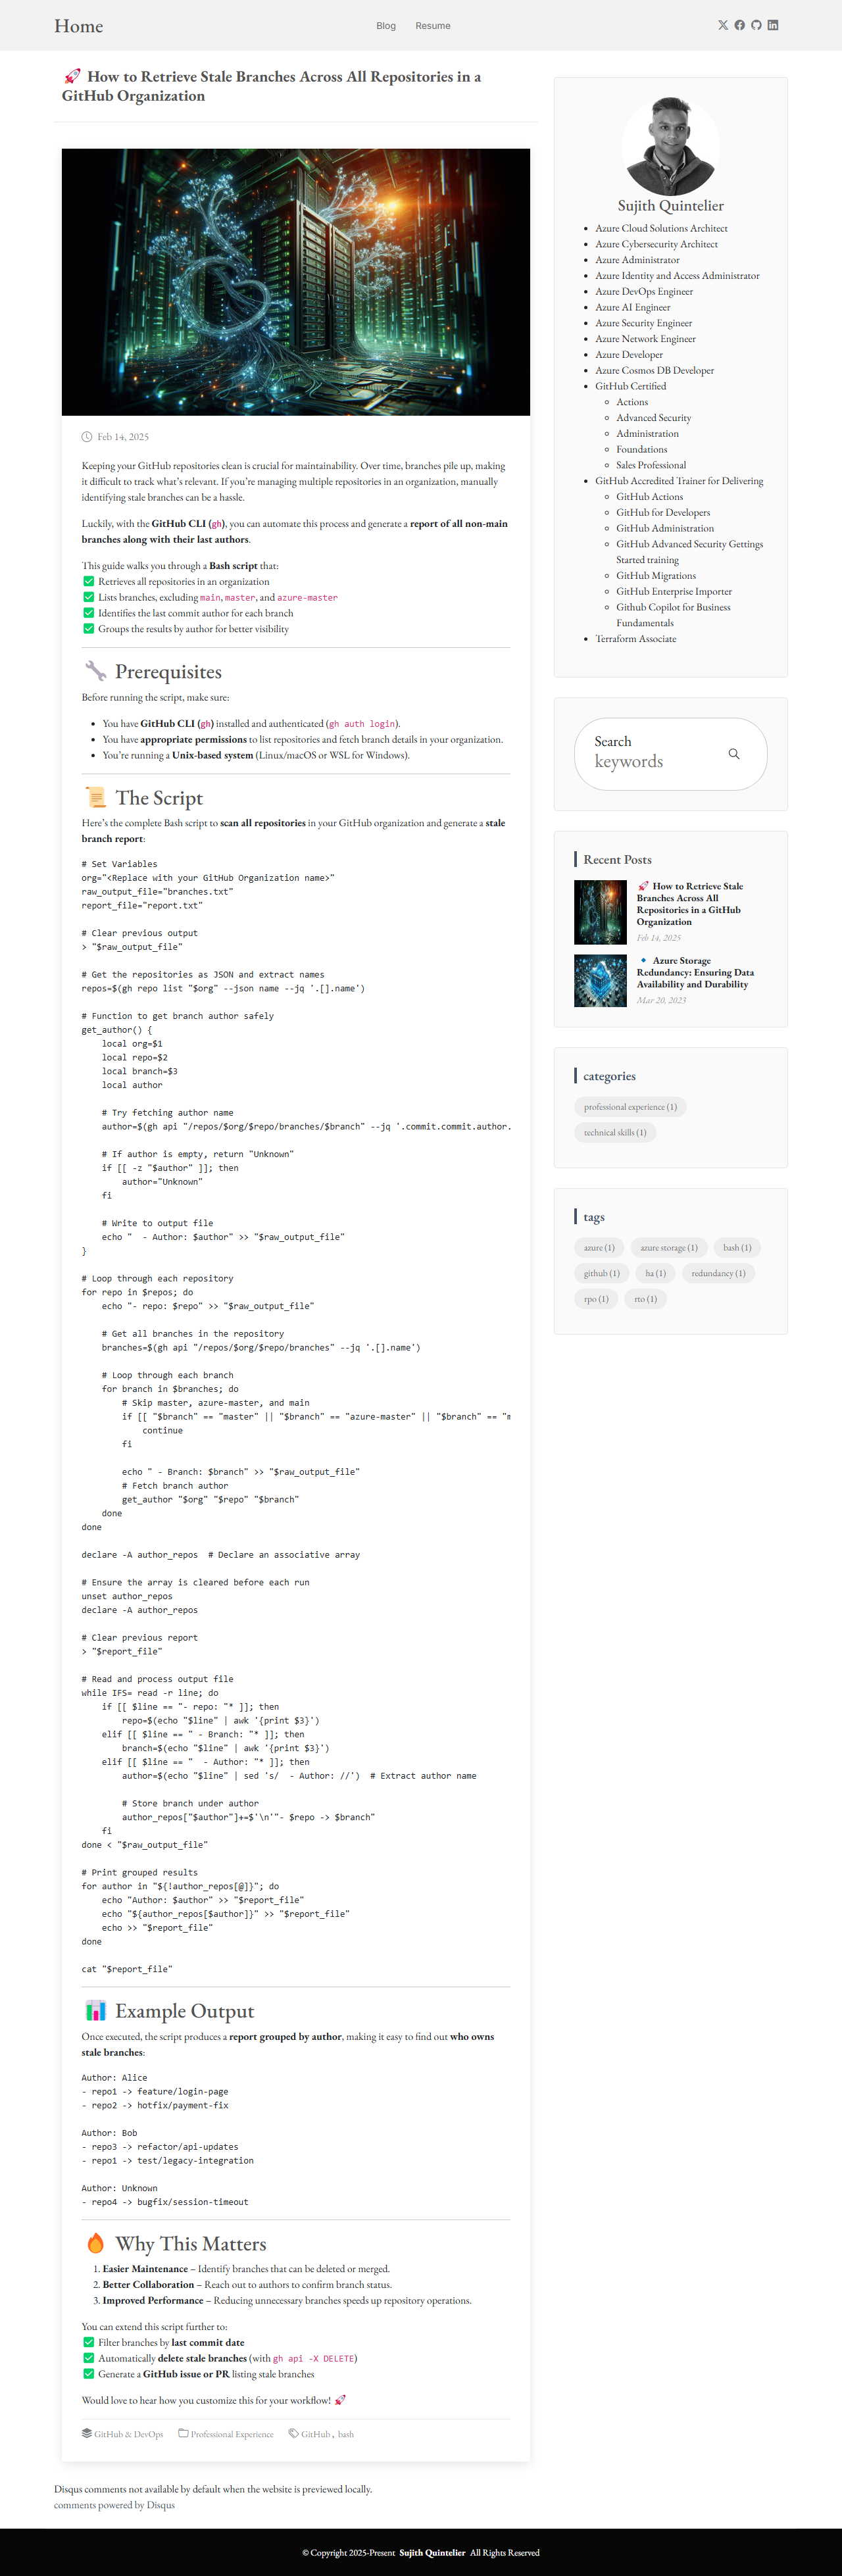 Home
Blog
Resume
🚀 How to Retrieve Stale Branches Across All Repositories in a
GitHub Organization
Feb 14, 2025
Keeping your GitHub repositories clean is crucial for maintainability. Over time, branches pile up, making
it difficult to track what’s relevant. If you’re managing multiple repositories in an organization, manually
identifying stale branches can be a hassle.
Luckily, with the GitHub CLI (gh), you can automate this process and generate a report of all non-main
branches along with their last authors.
This guide walks you through a Bash script that:
✅ Retrieves all repositories in an organization
✅ Lists branches, excluding main, master, and azure-master
✅ Identifies the last commit author for each branch
✅ Groups the results by author for better visibility
🔧 Prerequisites
Before running the script, make sure:
• You have GitHub CLI (gh) installed and authenticated (gh auth login).
• You have appropriate permissions to list repositories and fetch branch details in your organization.
• You’re running a Unix-based system (Linux/macOS or WSL for Windows).
📜 The Script
Here’s the complete Bash script to scan all repositories in your GitHub organization and generate a stale
branch report:
# Set Variables
org="<Replace with your GitHub Organization name>"
raw_output_file="branches.txt"
report_file="report.txt"
# Clear previous output
> "$raw_output_file"
# Get the repositories as JSON and extract names
repos=$(gh repo list "$org" --json name --jq '.[].name')
# Function to get branch author safely
get_author() {
    local org=$1
    local repo=$2
    local branch=$3
    local author
    # Try fetching author name
    author=$(gh api "/repos/$org/$repo/branches/$branch" --jq '.commit.commit.author.
    # If author is empty, return "Unknown"
    if [[ -z "$author" ]]; then
        author="Unknown"
    fi
    # Write to output file
    echo "  - Author: $author" >> "$raw_output_file"
}
# Loop through each repository
for repo in $repos; do
    echo "- repo: $repo" >> "$raw_output_file"
    # Get all branches in the repository
    branches=$(gh api "/repos/$org/$repo/branches" --jq '.[].name')
    # Loop through each branch
    for branch in $branches; do
        # Skip master, azure-master, and main
        if [[ "$branch" == "master" || "$branch" == "azure-master" || "$branch" == "m
            continue
        fi
        echo " - Branch: $branch" >> "$raw_output_file"
        # Fetch branch author
        get_author "$org" "$repo" "$branch"
    done
done
declare -A author_repos  # Declare an associative array
# Ensure the array is cleared before each run
unset author_repos
declare -A author_repos
# Clear previous report
> "$report_file"
# Read and process output file
while IFS= read -r line; do
    if [[ $line == "- repo: "* ]]; then
        repo=$(echo "$line" | awk '{print $3}')
    elif [[ $line == " - Branch: "* ]]; then
        branch=$(echo "$line" | awk '{print $3}')
    elif [[ $line == "  - Author: "* ]]; then
        author=$(echo "$line" | sed 's/  - Author: //')  # Extract author name
        # Store branch under author
        author_repos["$author"]+=$'\n'"- $repo -> $branch"
    fi
done < "$raw_output_file"
# Print grouped results
for author in "${!author_repos[@]}"; do
    echo "Author: $author" >> "$report_file"
    echo "${author_repos[$author]}" >> "$report_file"
    echo >> "$report_file"
done
cat "$report_file"
📊 Example Output
Once executed, the script produces a report grouped by author, making it easy to find out who owns
stale branches:
Author: Alice
- repo1 -> feature/login-page
- repo2 -> hotfix/payment-fix
Author: Bob
- repo3 -> refactor/api-updates
- repo1 -> test/legacy-integration
Author: Unknown
- repo4 -> bugfix/session-timeout
🔥 Why This Matters
1. Easier Maintenance – Identify branches that can be deleted or merged.
2. Better Collaboration – Reach out to authors to confirm branch status.
3. Improved Performance – Reducing unnecessary branches speeds up repository operations.
You can extend this script further to:
✅ Filter branches by last commit date
✅ Automatically delete stale branches (with gh api -X DELETE)
✅ Generate a GitHub issue or PR listing stale branches
Would love to hear how you customize this for your workflow! 🚀
GitHub & DevOps
Professional Experience
GitHub , bash
Disqus comments not available by default when the website is previewed locally.
comments powered by Disqus
Sujith Quintelier
• Azure Cloud Solutions Architect
• Azure Cybersecurity Architect
• Azure Administrator
• Azure Identity and Access Administrator
• Azure DevOps Engineer
• Azure AI Engineer
• Azure Security Engineer
• Azure Network Engineer
• Azure Developer
• Azure Cosmos DB Developer
• GitHub Certified
◦ Actions
◦ Advanced Security
◦ Administration
◦ Foundations
◦ Sales Professional
• GitHub Accredited Trainer for Delivering
◦ GitHub Actions
◦ GitHub for Developers
◦ GitHub Administration
◦ GitHub Advanced Security Gettings
Started training
◦ GitHub Migrations
◦ GitHub Enterprise Importer
◦ Github Copilot for Business
Fundamentals
• Terraform Associate
Search
keywords
Recent Posts
🚀 How to Retrieve Stale
Branches Across All
Repositories in a GitHub
Organization
Feb 14, 2025
🔹 Azure Storage
Redundancy: Ensuring Data
Availability and Durability
Mar 20, 2023
categories
professional experience (1)
technical skills (1)
tags
azure (1)
azure storage (1)
bash (1)
github (1)
ha (1)
redundancy (1)
rpo (1)
rto (1)
© Copyright 2025-Present Sujith Quintelier All Rights Reserved